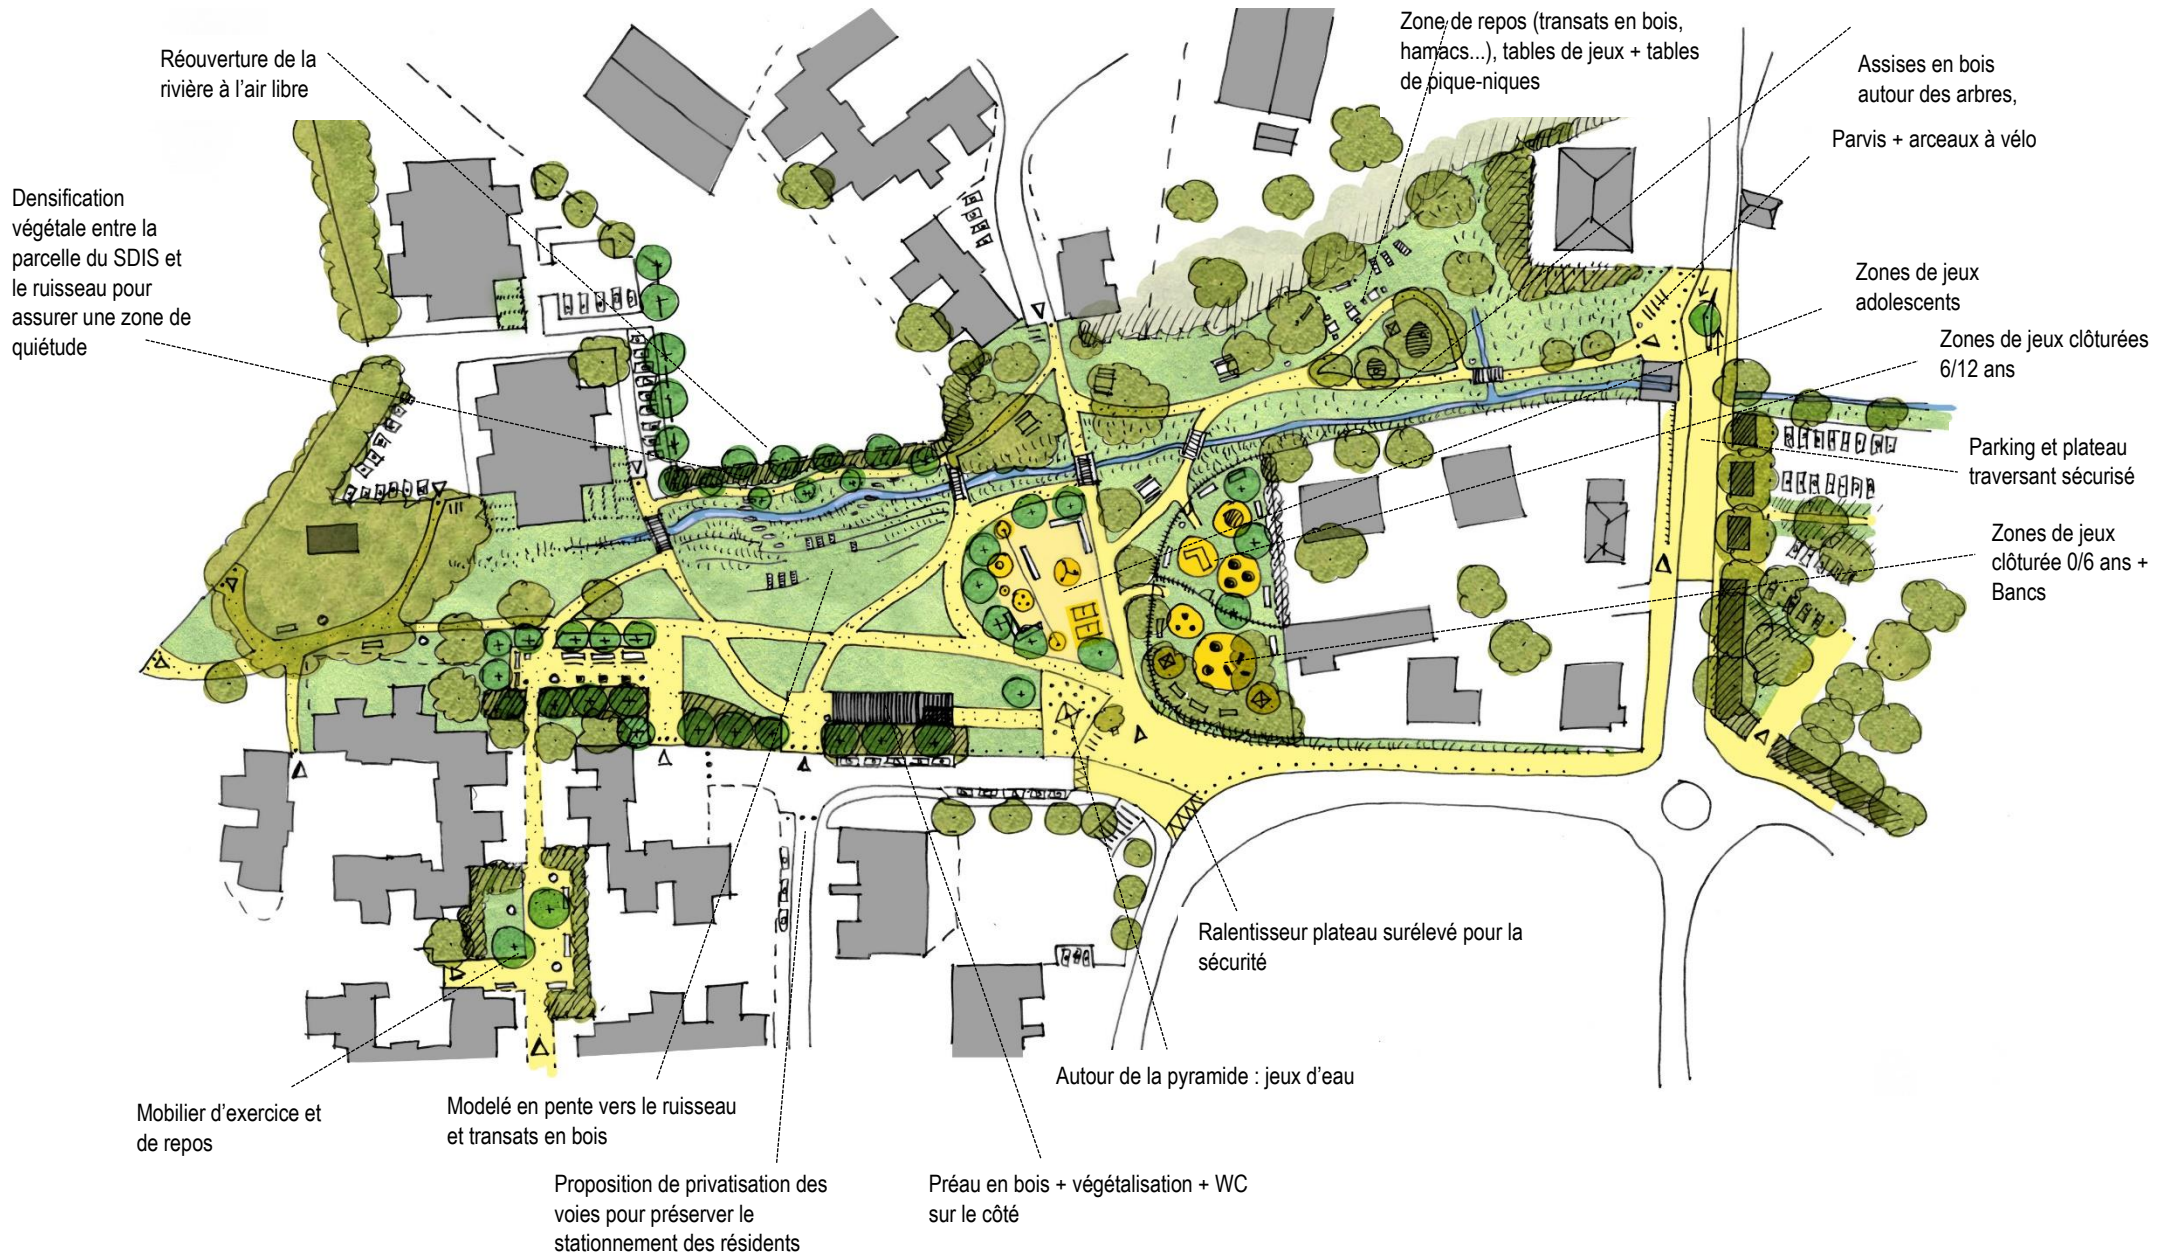 Réouverture de la
rivière à l'air libre
Zone de repos (transats en bois,
hamacs...), tables de jeux + tables
de pique-niques
Assises en bois
autour des arbres,
Parvis + arceaux à vélo
Densification
végétale entre la
parcelle du SDIS et
le ruisseau pour
assurer une zone de
quiétude
Zones de jeux
adolescents
Zones de jeux clôturées
6/12 ans
Parking et plateau
traversant sécurisé
Zones de jeux
clôturée 0/6 ans +
Bancs
Ralentisseur plateau surélevé pour la
sécurité
Autour de la pyramide : jeux d'eau
Mobilier d'exercice et
de repos
Modelé en pente vers le ruisseau
et transats en bois
Proposition de privatisation des
voies pour préserver le
stationnement des résidents
Préau en bois + végétalisation + WC
sur le côté